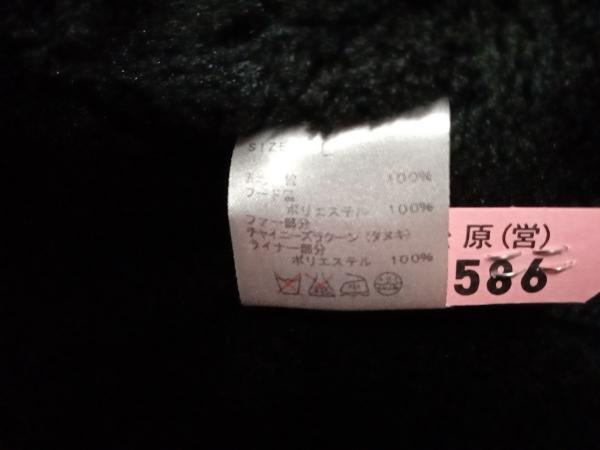 SIZE L
100%
フード部
ポリエステル 100%
ファー部分
チャイニーズラクーン (タヌキ)
ライナー部分
ポリエステル 100%
原(営)
586